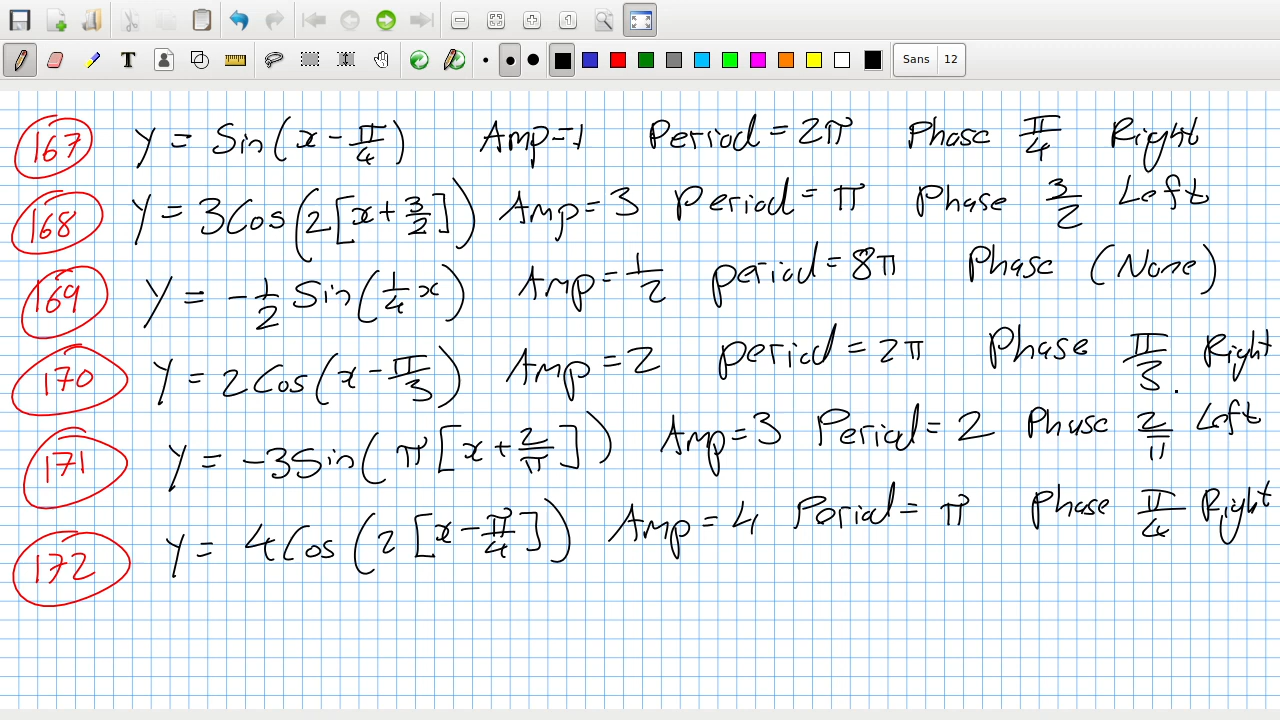 Sans 12
167 y = Sin(x - π/4) Amp=1 Period = 2π Phase π/4 Right
168 y = 3Cos(2[x + 3/2]) Amp = 3 Period = π Phase 3/2 Left
169 y = -1/2 Sin(1/4 x) Amp = 1/2 period = 8π Phase (None)
170 y = 2Cos(x - π/3) Amp = 2 period = 2π Phase π/3 Right
171 y = -3Sin(π[x + 2/π]) Amp = 3 Period = 2 Phase 2/π Left
172 y = 4Cos(2[x - π/4]) Amp = 4 Period = π Phase π/4 Right